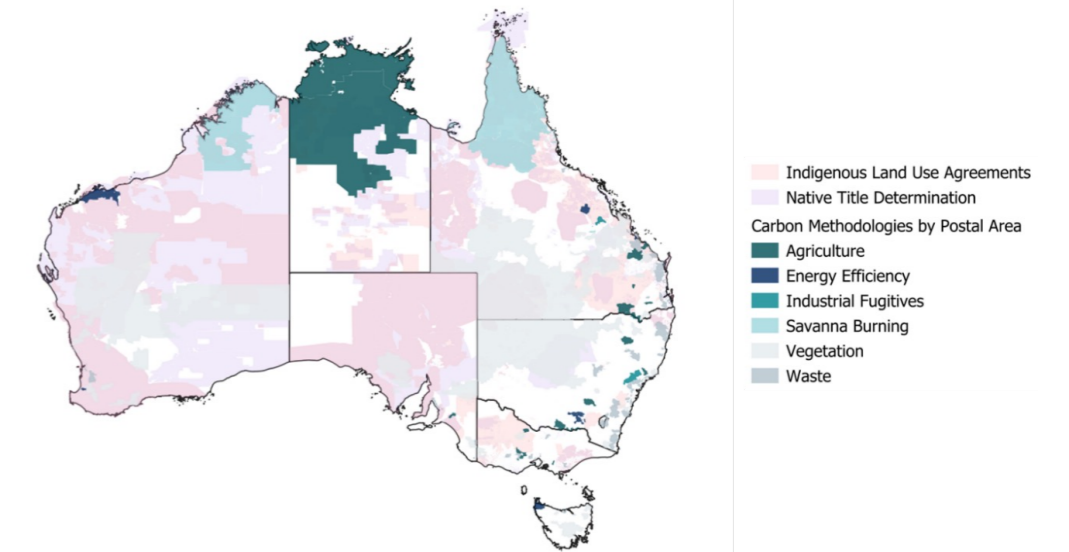 Indigenous Land Use Agreements
Native Title Determination
Carbon Methodologies by Postal Area
Agriculture
Energy Efficiency
Industrial Fugitives
Savanna Burning
Vegetation
Waste